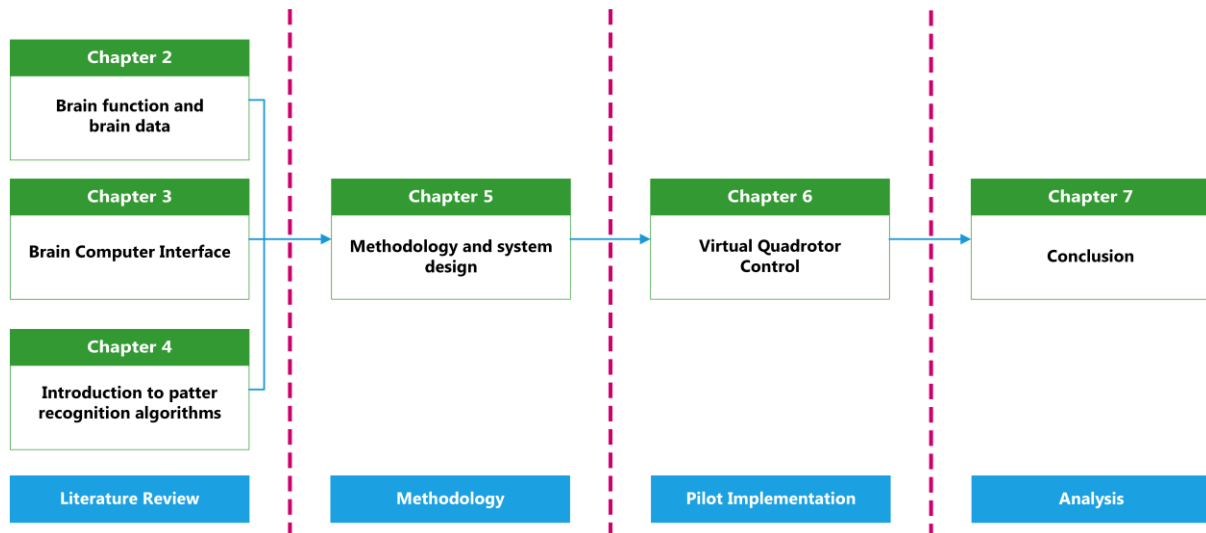 Chapter 2
Brain function and
brain data
Chapter 3
Brain Computer Interface
Chapter 4
Introduction to patter
recognition algorithms
Literature Review
Chapter 5
Methodology and system
design
Methodology
Chapter 6
Virtual Quadrotor
Control
Pilot Implementation
Chapter 7
Conclusion
Analysis